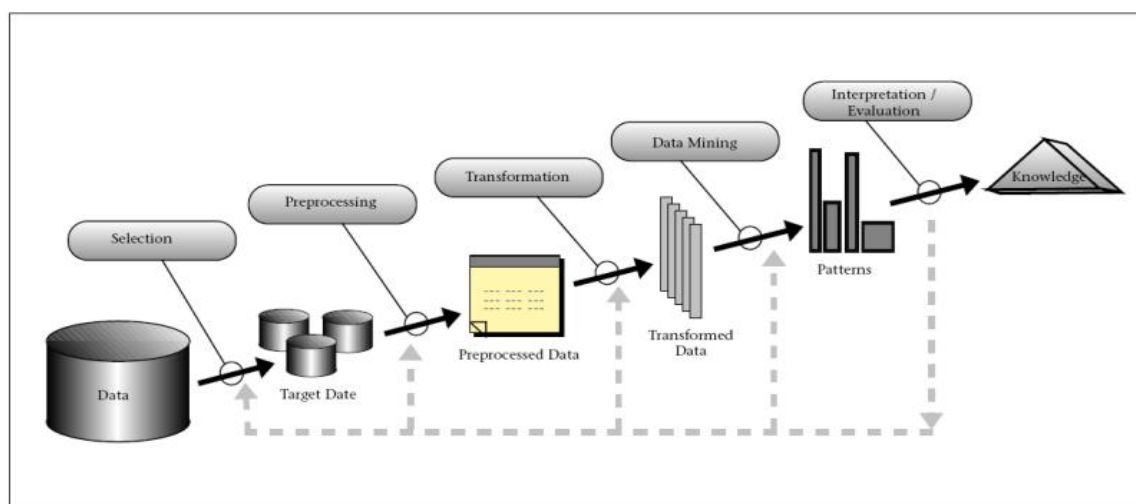 Interpretation /
Evaluation
Data Mining
Transformation
Preprocessing
Selection
Knowledge
Patterns
Transformed
Data
Preprocessed Data
Target Date
Data